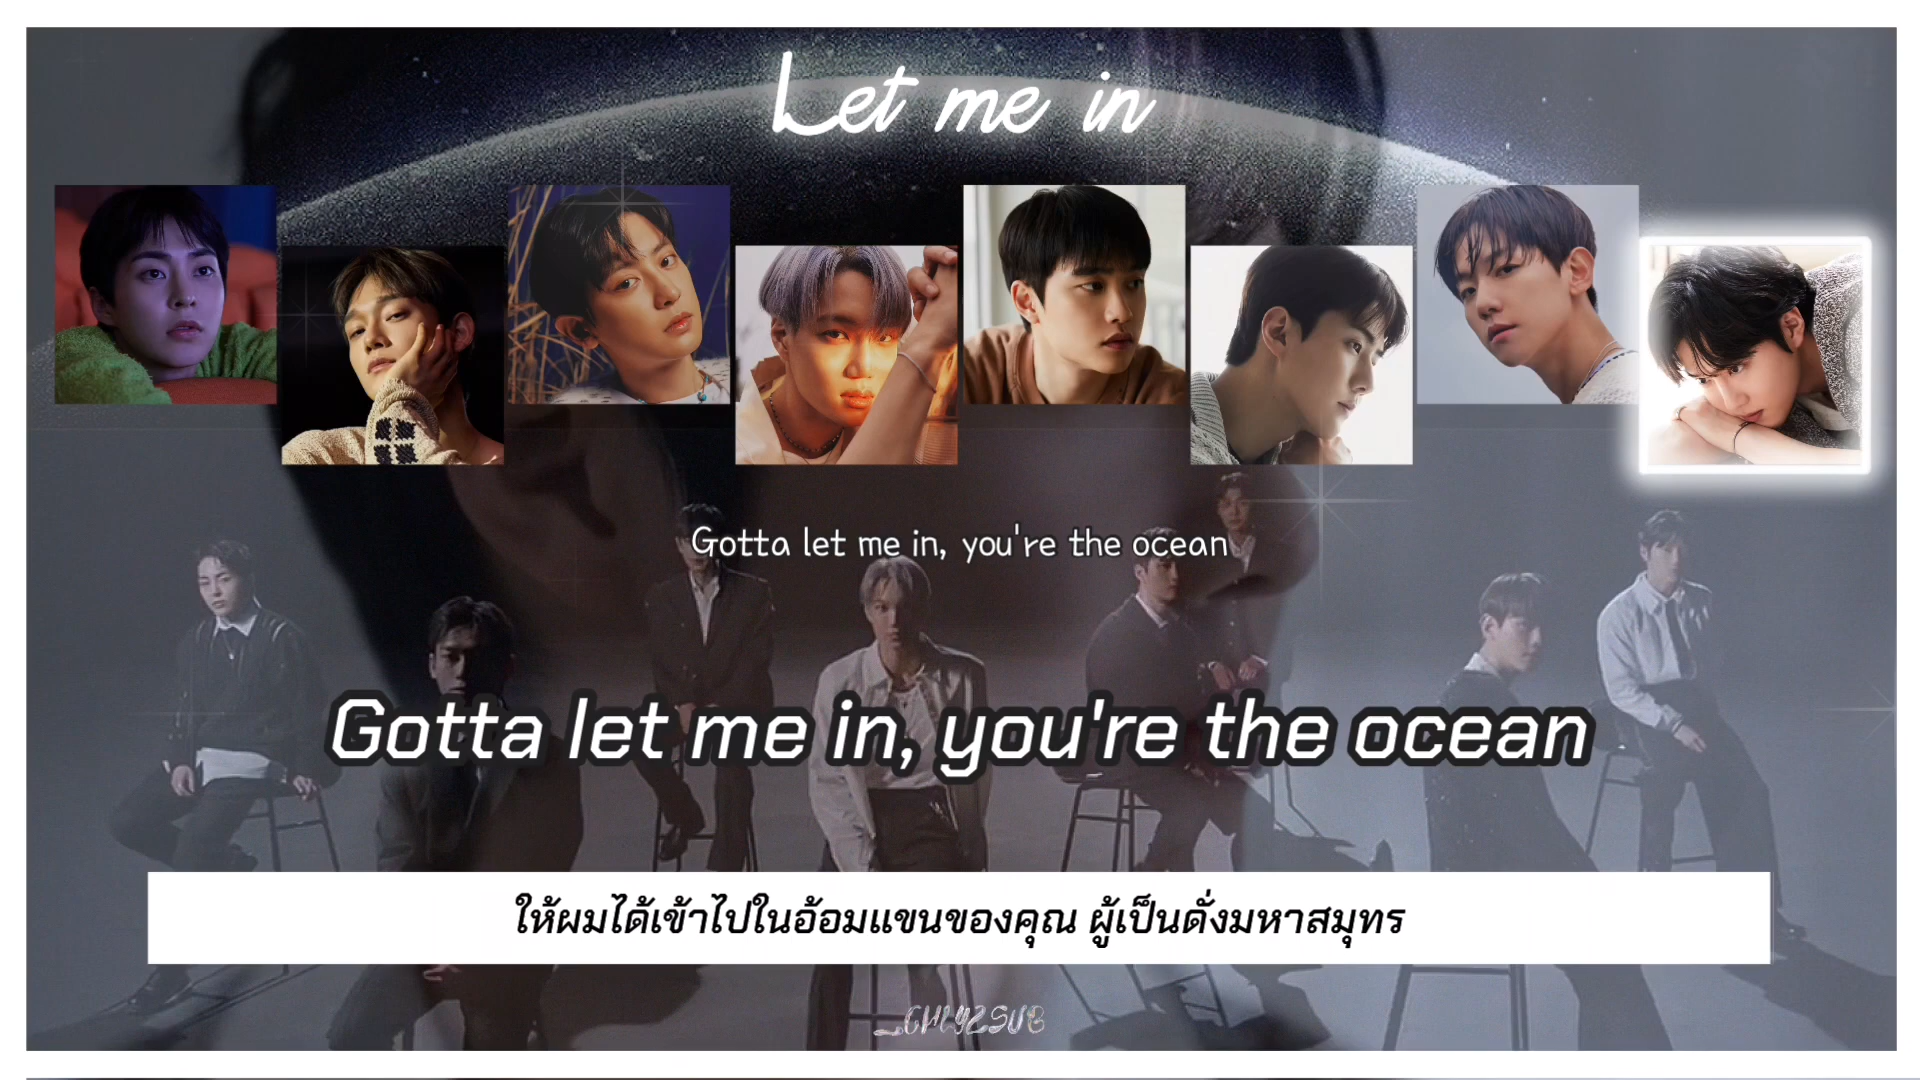 Let me in
Gotta let me in, you're the ocean
Gotta let me in, you're the ocean
ให้ผมได้เข้าไปในอ้อมแขนของคุณ ผู้เป็นดั่งมหาสมุทร
_CHLYZSUB